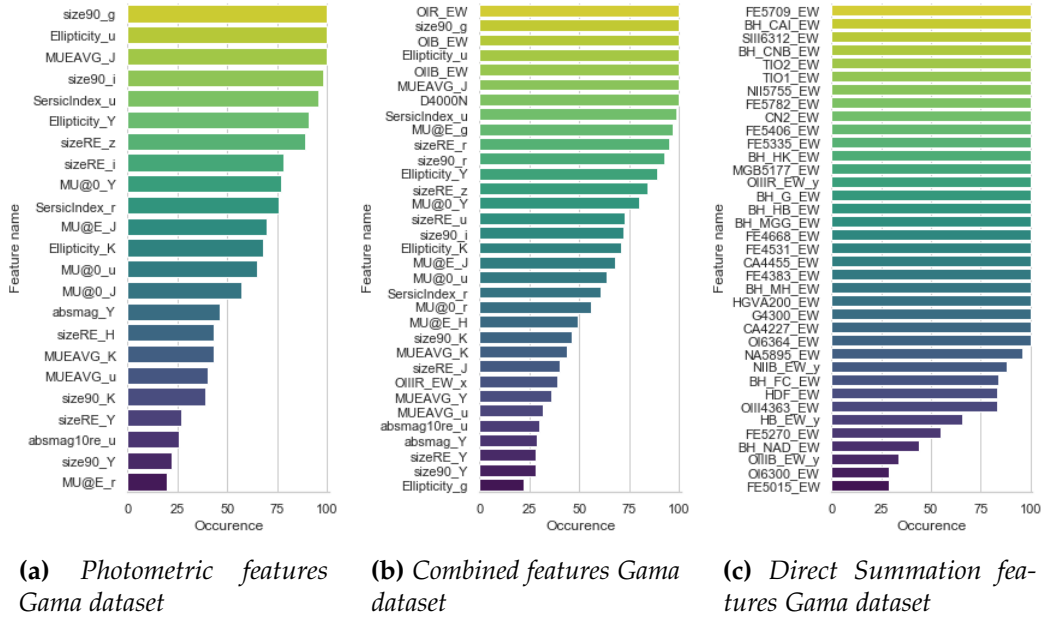 size90_g
Ellipticity_u
MUEAVG_J
size90_i
SersicIndex_u
Ellipticity_Y
sizeRE_z
sizeRE_i
MU@0_Y
SersicIndex_r
MU@E_J
Ellipticity_K
MU@0_u
MU@0_J
absmag_Y
sizeRE_H
MUEAVG_K
MUEAVG_u
size90_K
sizeRE_Y
absmag10re_u
size90_Y
MU@E_r
Feature name
0 25 50 75 100
Occurence
(a) Photometric features
Gama dataset
OIR_EW
size90_g
OIB_EW
Ellipticity_u
OIIB_EW
MUEAVG_J
D4000N
SersicIndex_u
MU@E_g
sizeRE_r
size90_r
Ellipticity_Y
sizeRE_z
MU@0_Y
sizeRE_u
size90_i
Ellipticity_K
MU@E_J
MU@0_u
SersicIndex_r
MU@0_r
MU@E_H
size90_K
MUEAVG_K
sizeRE_J
OIIIR_EW_x
MUEAVG_Y
MUEAVG_u
absmag10re_u
absmag_Y
sizeRE_Y
size90_Y
Ellipticity_g
Feature name
0 25 50 75 100
Occurence
(b) Combined features Gama
dataset
FE5709_EW
BH_CAI_EW
SIII6312_EW
BH_CNB_EW
TIO2_EW
TIO1_EW
NII5755_EW
FE5782_EW
CN2_EW
FE5406_EW
FE5335_EW
BH_HK_EW
MGB5177_EW
OIIIR_EW_y
BH_G_EW
BH_HB_EW
BH_MGG_EW
FE4668_EW
FE4531_EW
CA4455_EW
FE4383_EW
BH_MH_EW
HGVA200_EW
G4300_EW
CA4227_EW
OI6364_EW
NA5895_EW
NIIB_EW_y
BH_FC_EW
HDF_EW
OIII4363_EW
HB_EW_y
FE5270_EW
BH_NAD_EW
OIIIB_EW_y
OI6300_EW
FE5015_EW
Feature name
0 25 50 75 100
Occurence
(c) Direct Summation fea-
tures Gama dataset